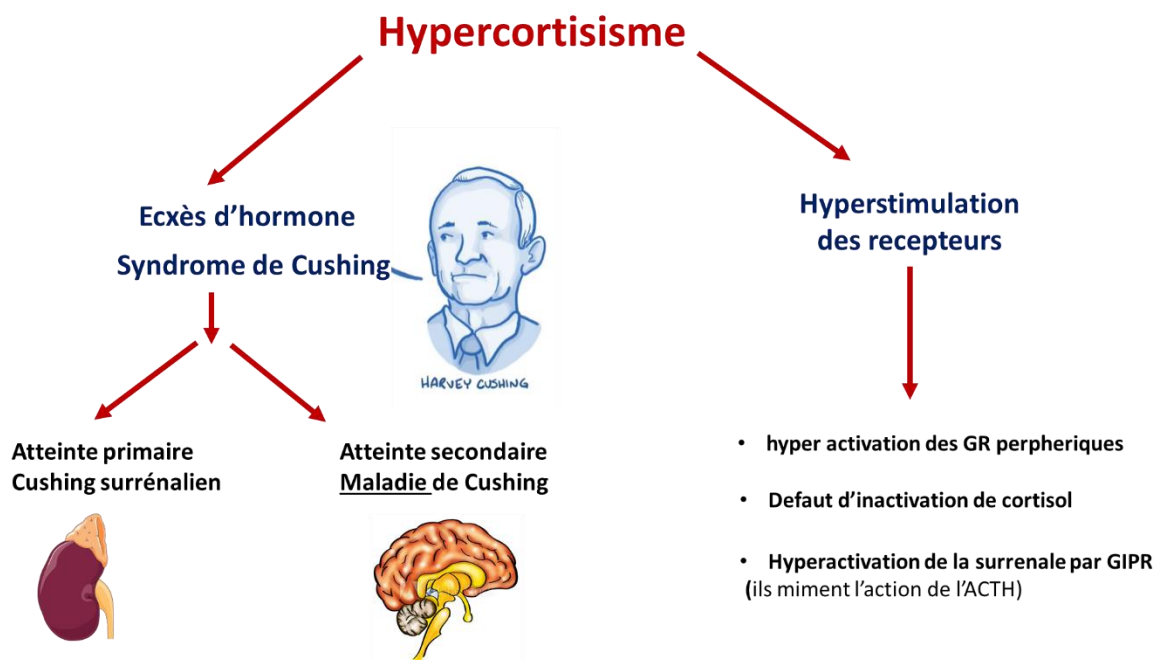 Hypercortisisme
Ecxès d’hormone
Syndrome de Cushing
HARVEY CUSHING
Atteinte primaire
Cushing surrénalien
Atteinte secondaire
Maladie de Cushing
Hyperstimulation
des recepteurs
• hyper activation des GR perpheriques
• Defaut d’inactivation de cortisol
• Hyperactivation de la surrenale par GIPR
(ils miment l’action de l’ACTH)